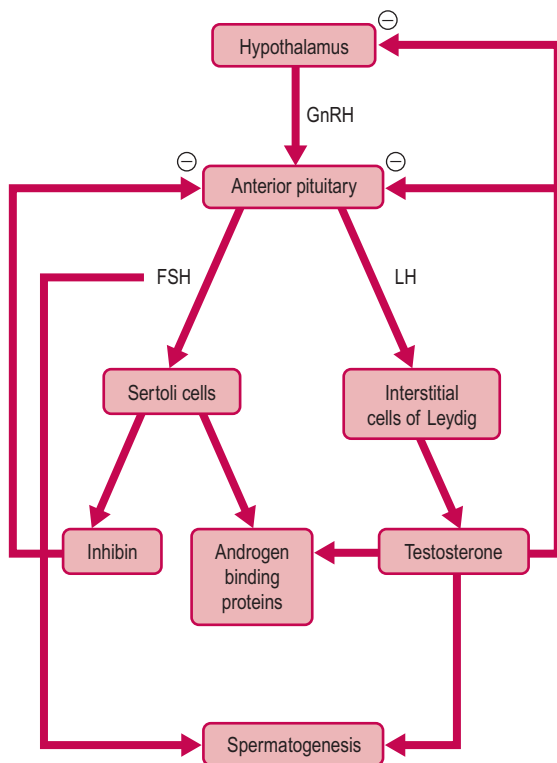 ⊖
Hypothalamus
GnRH
⊖
⊖
Anterior pituitary
FSH
LH
Sertoli cells
Interstitial
cells of Leydig
Inhibin
Androgen
binding
proteins
Testosterone
Spermatogenesis